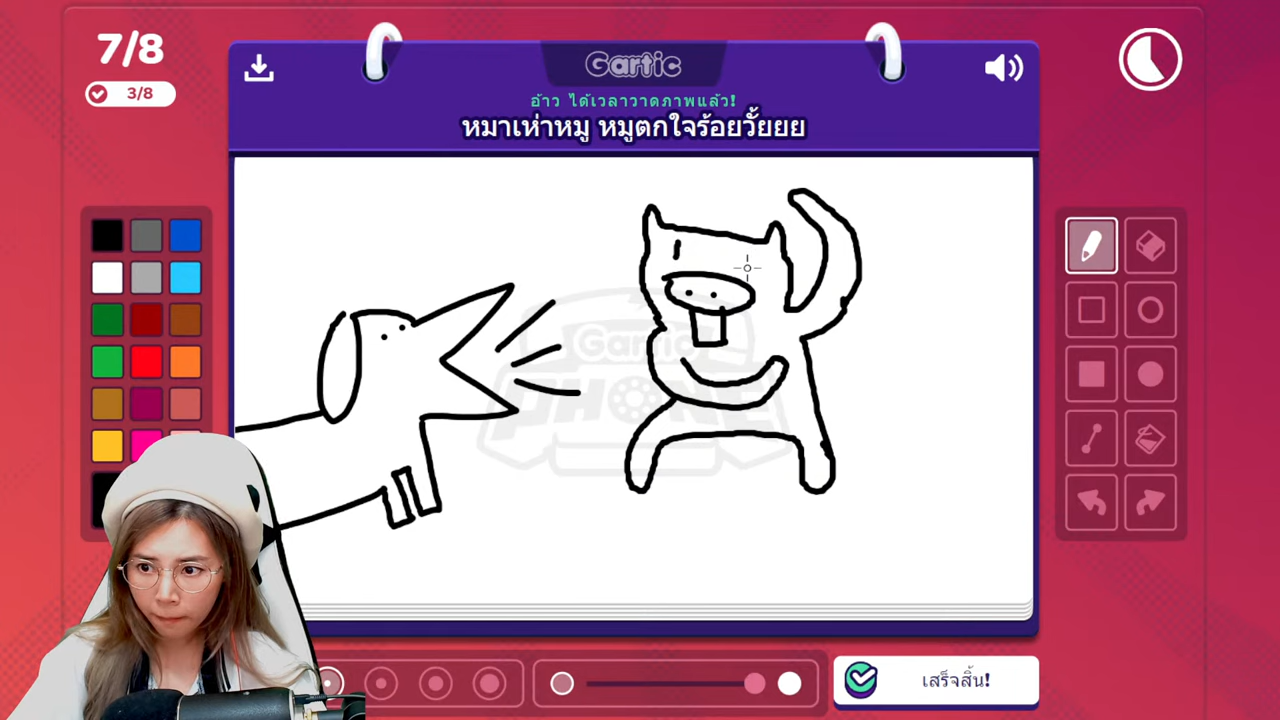 7/8
3/8
Gartic
อ้าว ได้เวลาวาดภาพแล้ว!
หมาเห่าหมู หมูตกใจร้อยวั้ยยย
Gartic
PHONE
เสร็จสิ้น!